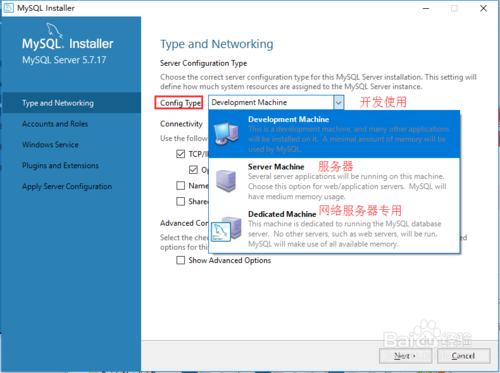 MySQL Installer
MySQL. Installer
MySQL Server 5.7.17
Type and Networking
Accounts and Roles
Windows Service
Plugins and Extensions
Apply Server Configuration
Type and Networking
Server Configuration Type
Choose the correct server configuration type for this MySQL Server installation. This setting will
define how much system resources are assigned to the MySQL Server instance.
Config Type: Development Machine 开发使用
Development Machine
This is a development machine, and many other applications
will be installed on it. A minimal amount of memory will be
used by MySQL.
Server Machine 服务器
Several server applications will be running on this machine.
Choose this option for web/application servers. MySQL will
have medium memory usage.
Dedicated Machine 网络服务器专用
This machine is dedicated to running the MySQL database
server. No other servers, such as web servers, will be run.
MySQL will make use of all available memory.
Connectivity
Use the follow
TCP/I
Op
Name
Share
Advanced Con
Select the che
options for this
Show Advanced Options
Next >
Cancel
Bai 经验